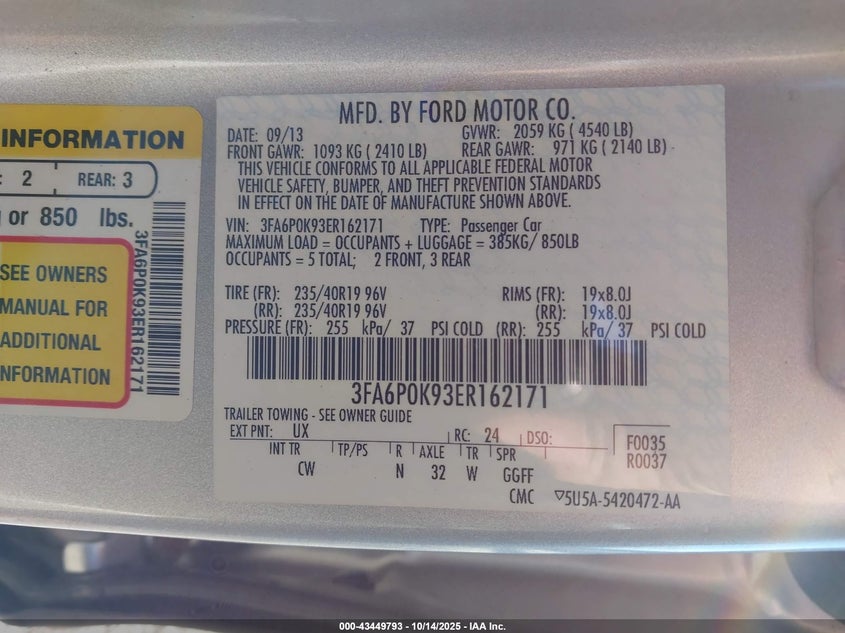 INFORMATION
: 2 REAR: 3
or 850 lbs.
SEE OWNERS
MANUAL FOR
ADDITIONAL
INFORMATION
3FA6P0K93ER162171
MFD. BY FORD MOTOR CO.
DATE: 09/13 GVWR: 2059 KG ( 4540 LB)
FRONT GAWR: 1093 KG ( 2410 LB) REAR GAWR: 971 KG ( 2140 LB)
THIS VEHICLE CONFORMS TO ALL APPLICABLE FEDERAL MOTOR
VEHICLE SAFETY, BUMPER, AND THEFT PREVENTION STANDARDS
IN EFFECT ON THE DATE OF MANUFACTURE SHOWN ABOVE.
VIN: 3FA6P0K93ER162171 TYPE: Passenger Car
MAXIMUM LOAD = OCCUPANTS + LUGGAGE = 385KG/ 850LB
OCCUPANTS = 5 TOTAL; 2 FRONT, 3 REAR
TIRE (FR): 235/40R19 96V RIMS (FR): 19x8.0J
(RR): 235/40R19 96V (RR): 19x8.0J
PRESSURE (FR): 255 kPa/ 37 PSI COLD (RR): 255 kPa/ 37 PSI COLD
3FA6P0K93ER162171
TRAILER TOWING - SEE OWNER GUIDE
EXT PNT: UX RC: 24 DSO: F0035
INT TR TP/PS R AXLE TR SPR R0037
CW N 32 W GGFF
CMC ▽5U5A-5420472-AA
000-43449793 - 10/14/2025 - IAA Inc.